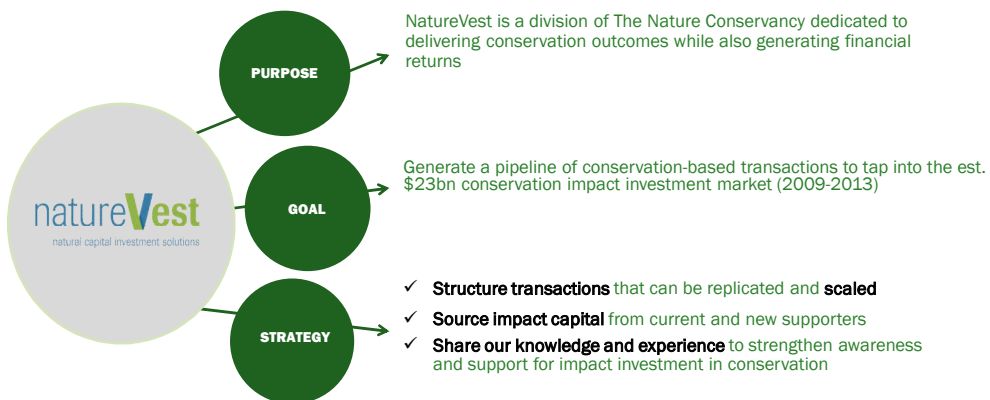 NatureVest is a division of The Nature Conservancy dedicated to
delivering conservation outcomes while also generating financial
returns
PURPOSE
Generate a pipeline of conservation-based transactions to tap into the est.
$23bn conservation impact investment market (2009-2013)
GOAL
natureVest
natural capital investment solutions
✓ Structure transactions that can be replicated and scaled
✓ Source impact capital from current and new supporters
STRATEGY
✓ Share our knowledge and experience to strengthen awareness
and support for impact investment in conservation